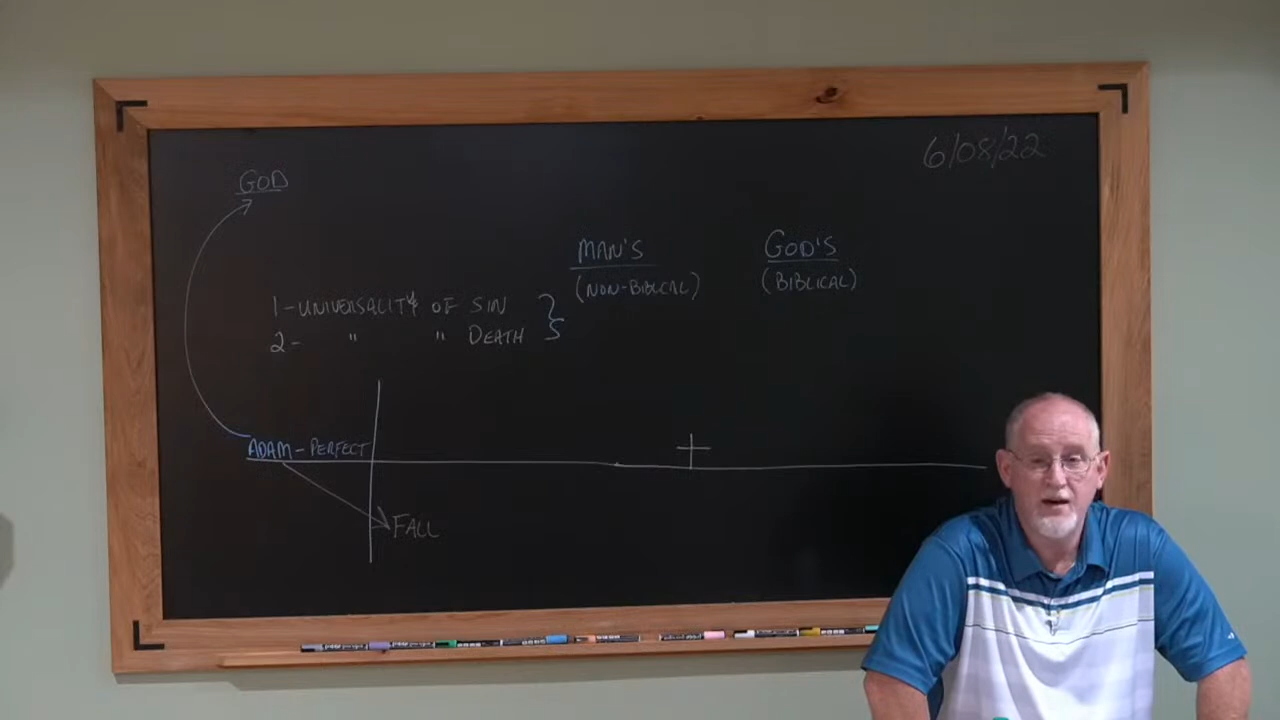 6/08/22
GOD
MAN'S
GOD'S
(NON-BIBLICAL)
(BIBLICAL)
1-UNIVERSALITY OF SIN
2- " " DEATH
ADAM-PERFECT
FALL